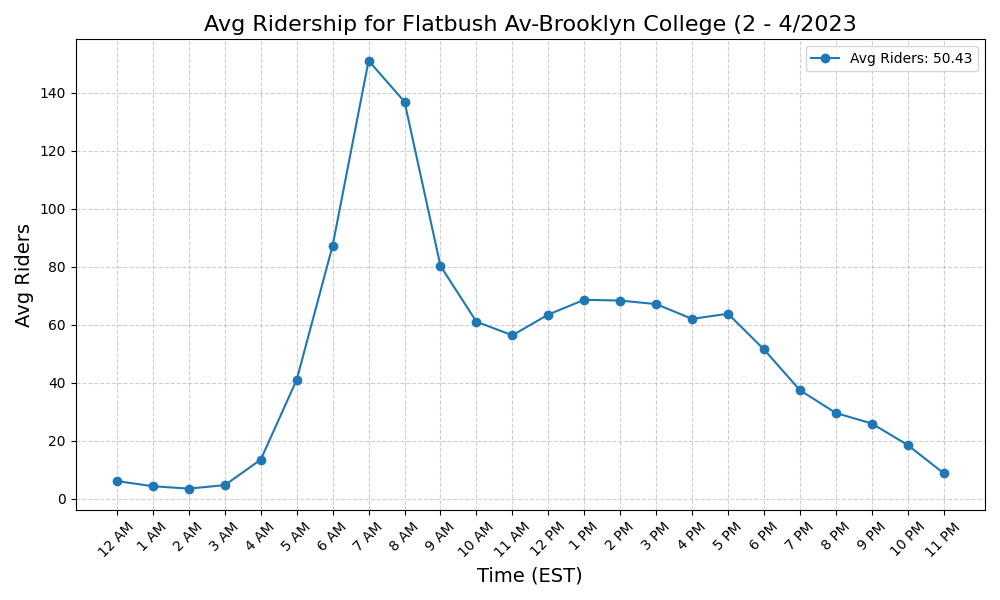 Avg Ridership for Flatbush Av-Brooklyn College (2 - 4/2023
Avg Riders: 50.43
Avg Riders
140
120
100
80
60
40
20
0
12 AM
1 AM
2 AM
3 AM
4 AM
5 AM
6 AM
7 AM
8 AM
9 AM
10 AM
11 AM
12 PM
1 PM
2 PM
3 PM
4 PM
5 PM
6 PM
7 PM
8 PM
9 PM
10 PM
11 PM
Time (EST)